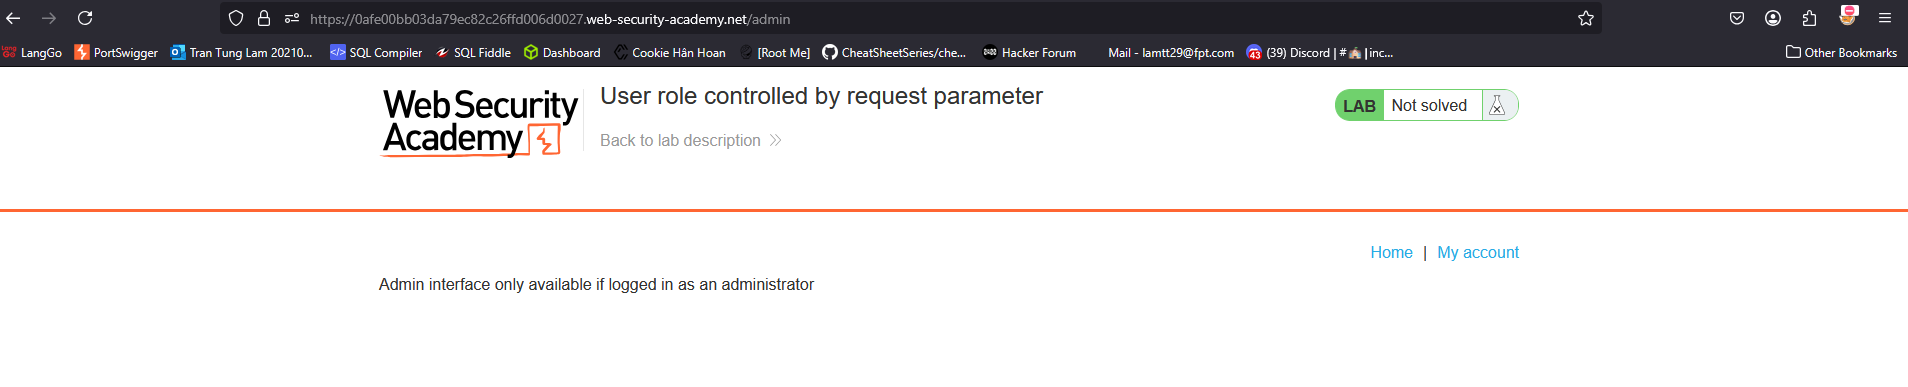 https://0afe00bb03da79ec82c26ffd006d0027.web-security-academy.net/admin
LangGo PortSwigger Tran Tung Lam 20210... SQL Compiler SQL Fiddle Dashboard Cookie Hân Hoan [Root Me] CheatSheetSeries/che... Hacker Forum Mail - lamtt29@fpt.com (39) Discord | #🏫|inc... Other Bookmarks
Web Security
Academy
User role controlled by request parameter
Back to lab description
LAB Not solved
Home | My account
Admin interface only available if logged in as an administrator